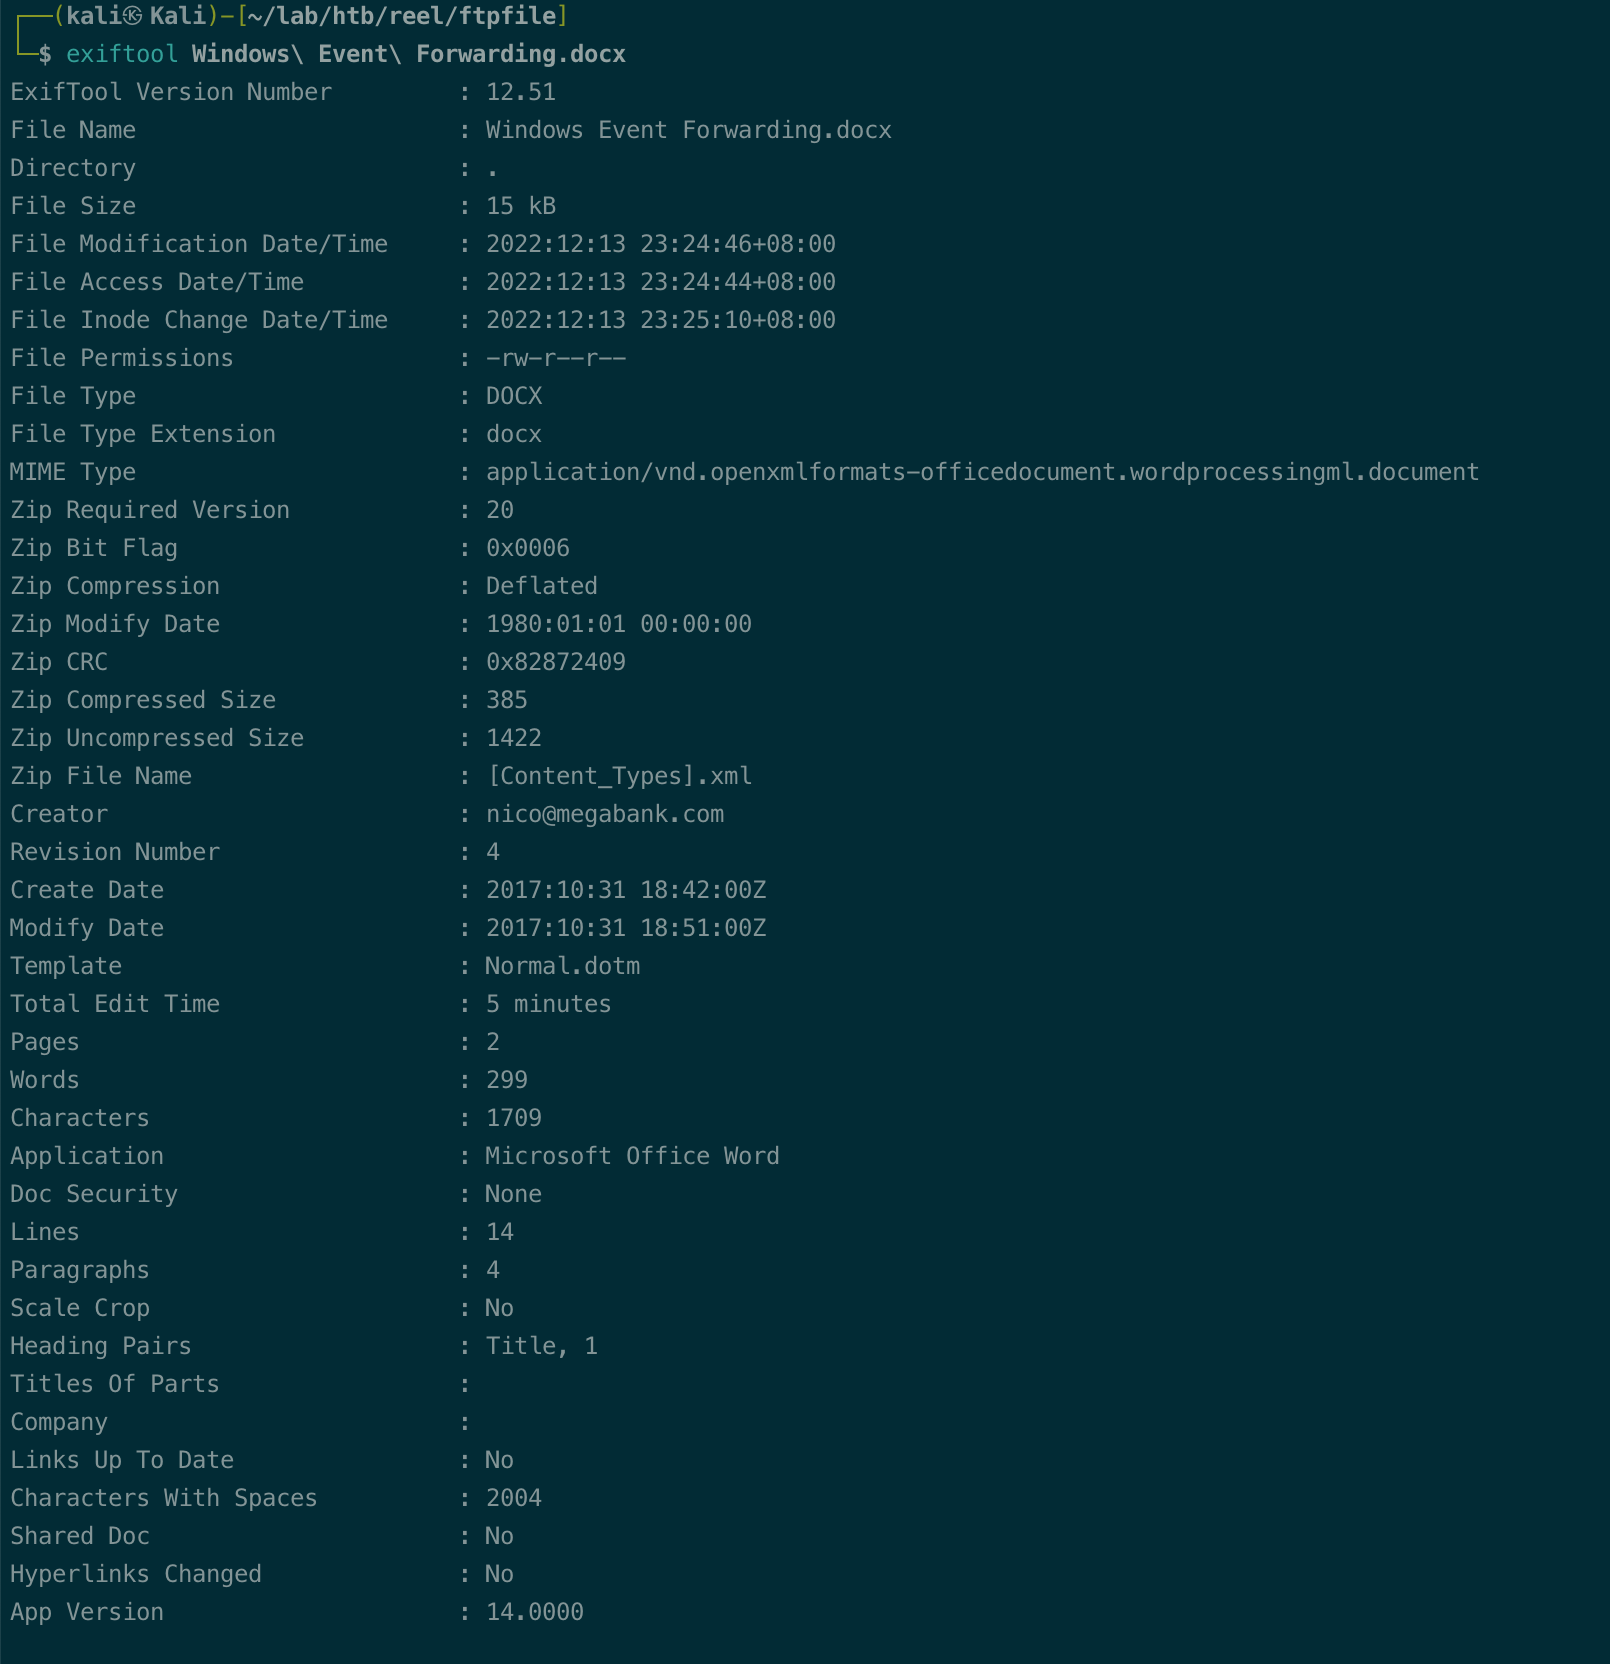 ┌──(kali㉿Kali)-[~/lab/htb/reel/ftpfile]
└─$ exiftool Windows\ Event\ Forwarding.docx
ExifTool Version Number         : 12.51
File Name                       : Windows Event Forwarding.docx
Directory                       : .
File Size                       : 15 kB
File Modification Date/Time     : 2022:12:13 23:24:46+08:00
File Access Date/Time           : 2022:12:13 23:24:44+08:00
File Inode Change Date/Time     : 2022:12:13 23:25:10+08:00
File Permissions                : -rw-r--r--
File Type                       : DOCX
File Type Extension             : docx
MIME Type                       : application/vnd.openxmlformats-officedocument.wordprocessingml.document
Zip Required Version            : 20
Zip Bit Flag                    : 0x0006
Zip Compression                 : Deflated
Zip Modify Date                 : 1980:01:01 00:00:00
Zip CRC                         : 0x82872409
Zip Compressed Size             : 385
Zip Uncompressed Size           : 1422
Zip File Name                   : [Content_Types].xml
Creator                         : nico@megabank.com
Revision Number                 : 4
Create Date                     : 2017:10:31 18:42:00Z
Modify Date                     : 2017:10:31 18:51:00Z
Template                        : Normal.dotm
Total Edit Time                 : 5 minutes
Pages                           : 2
Words                           : 299
Characters                      : 1709
Application                     : Microsoft Office Word
Doc Security                    : None
Lines                           : 14
Paragraphs                      : 4
Scale Crop                      : No
Heading Pairs                   : Title, 1
Titles Of Parts                 :
Company                         :
Links Up To Date                : No
Characters With Spaces          : 2004
Shared Doc                      : No
Hyperlinks Changed              : No
App Version                     : 14.0000